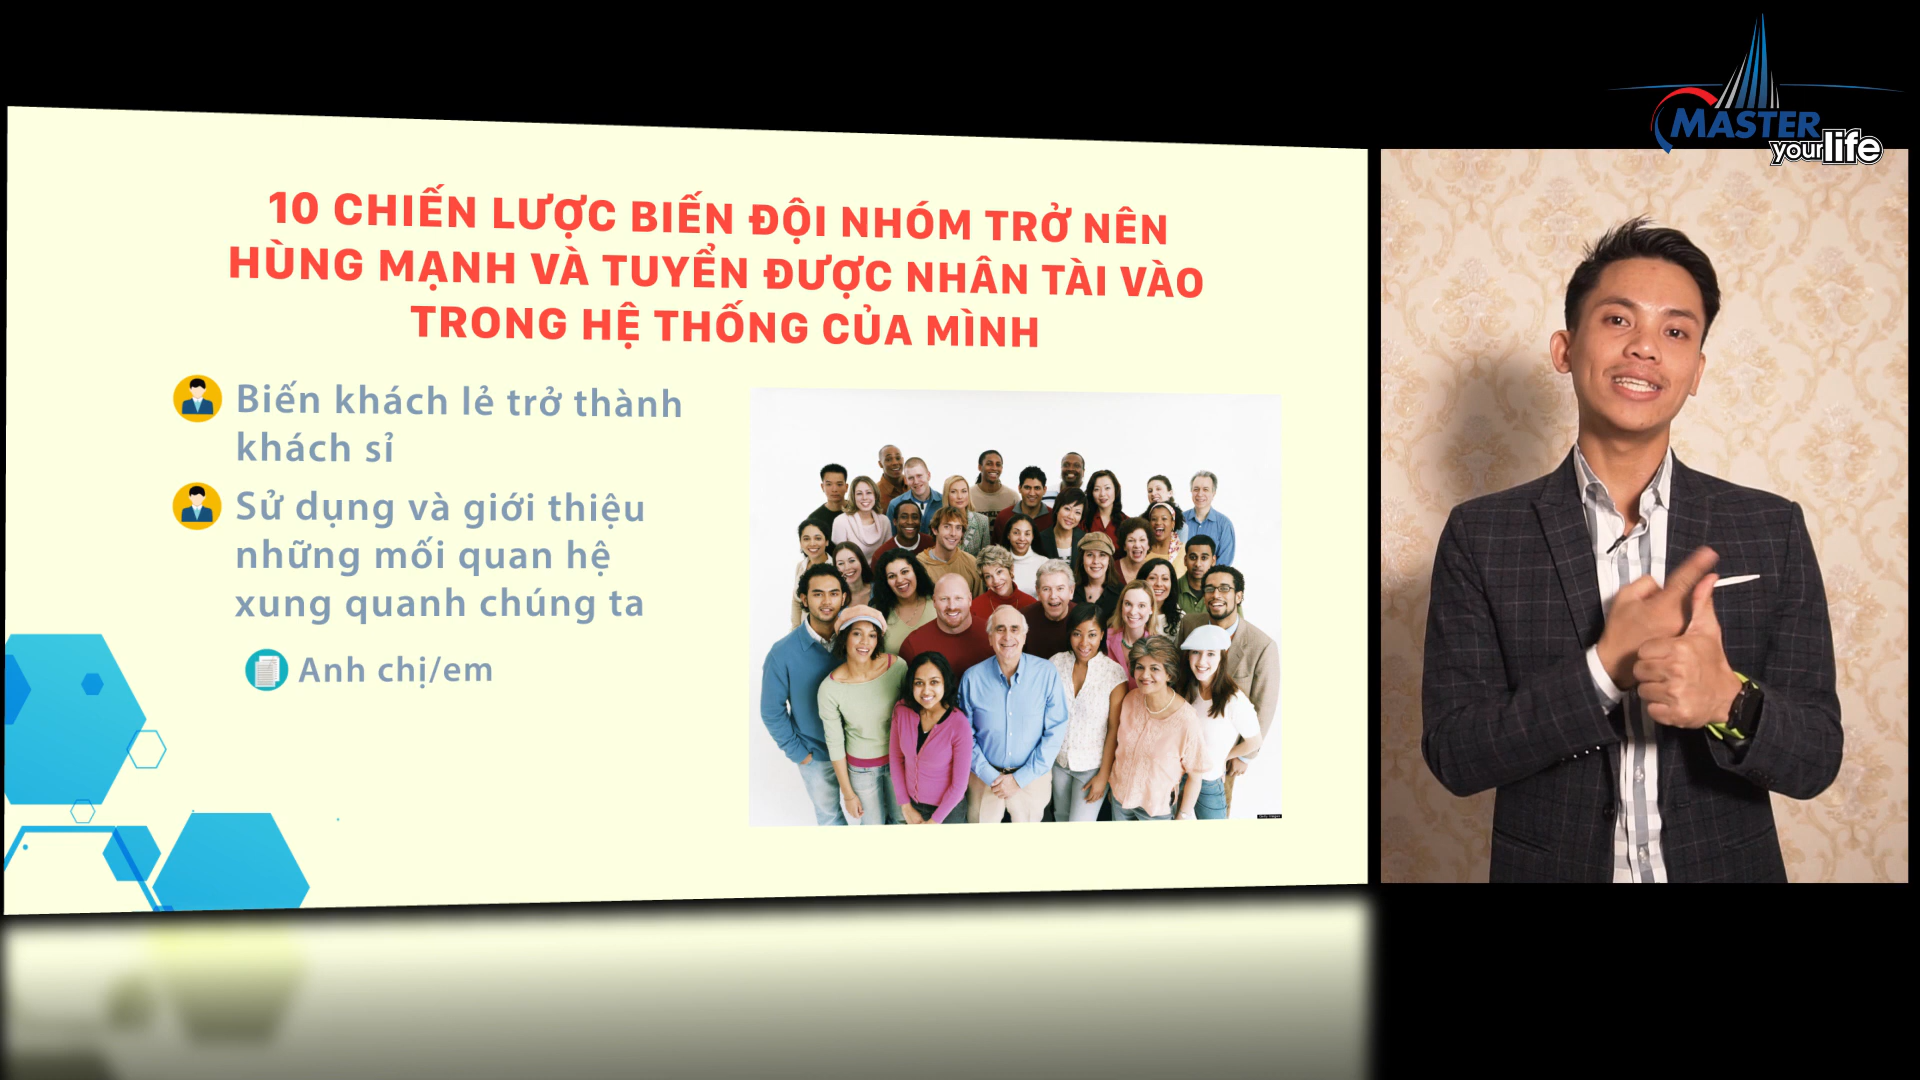 MASTER
your life
10 CHIẾN LƯỢC BIẾN ĐỘI NHÓM TRỞ NÊN
HÙNG MẠNH VÀ TUYỂN ĐƯỢC NHÂN TÀI VÀO
TRONG HỆ THỐNG CỦA MÌNH
Biến khách lẻ trở thành
khách sỉ
Sử dụng và giới thiệu
những mối quan hệ
xung quanh chúng ta
Anh chị/em